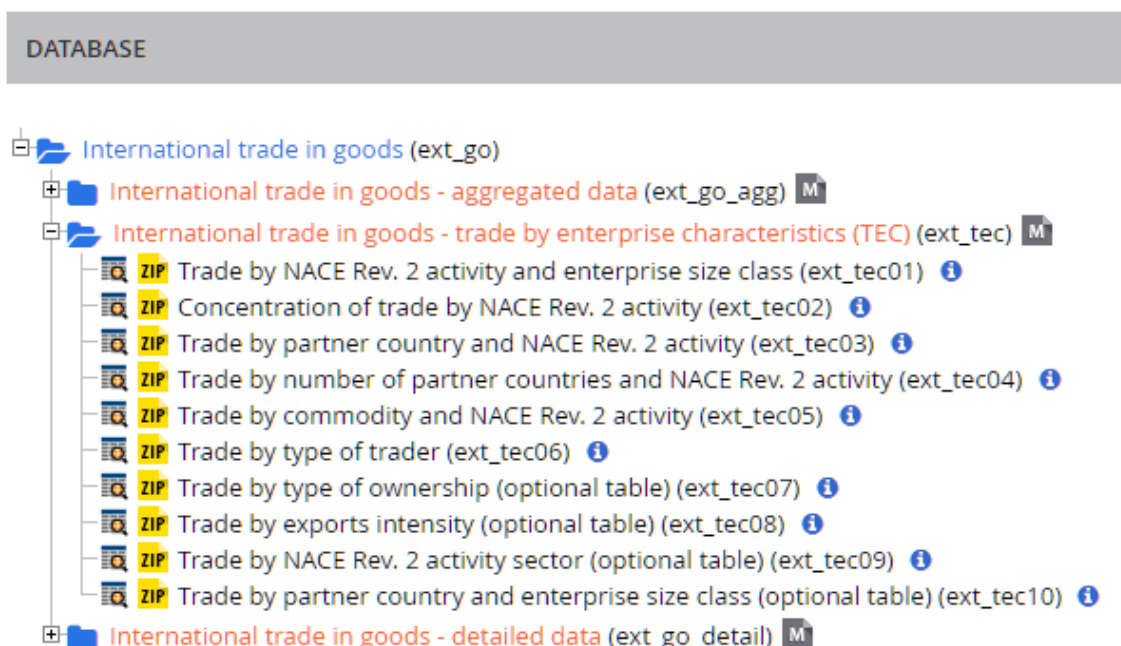 DATABASE
International trade in goods (ext_go)
International trade in goods - aggregated data (ext_go_agg) M
International trade in goods - trade by enterprise characteristics (TEC) (ext_tec) M
ZIP Trade by NACE Rev. 2 activity and enterprise size class (ext_tec01) i
ZIP Concentration of trade by NACE Rev. 2 activity (ext_tec02) i
ZIP Trade by partner country and NACE Rev. 2 activity (ext_tec03) i
ZIP Trade by number of partner countries and NACE Rev. 2 activity (ext_tec04) i
ZIP Trade by commodity and NACE Rev. 2 activity (ext_tec05) i
ZIP Trade by type of trader (ext_tec06) i
ZIP Trade by type of ownership (optional table) (ext_tec07) i
ZIP Trade by exports intensity (optional table) (ext_tec08) i
ZIP Trade by NACE Rev. 2 activity sector (optional table) (ext_tec09) i
ZIP Trade by partner country and enterprise size class (optional table) (ext_tec10) i
International trade in goods - detailed data (ext_go_detail) M